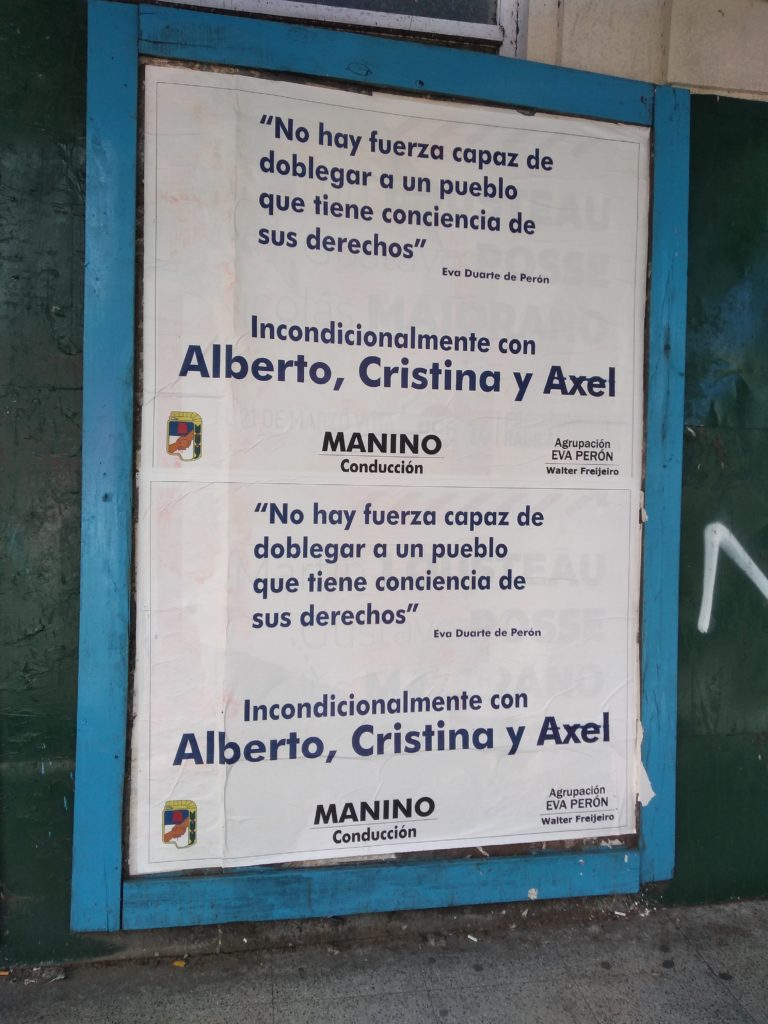 “No hay fuerza capaz de
doblegar a un pueblo
que tiene conciencia de
sus derechos”
Eva Duarte de Perón
Incondicionalmente con
Alberto, Cristina y Axel
MANINO
Conducción
Agrupación
EVA PERÓN
Walter Freijeiro
“No hay fuerza capaz de
doblegar a un pueblo
que tiene conciencia de
sus derechos”
Eva Duarte de Perón
Incondicionalmente con
Alberto, Cristina y Axel
MANINO
Conducción
Agrupación
EVA PERÓN
Walter Freijeiro